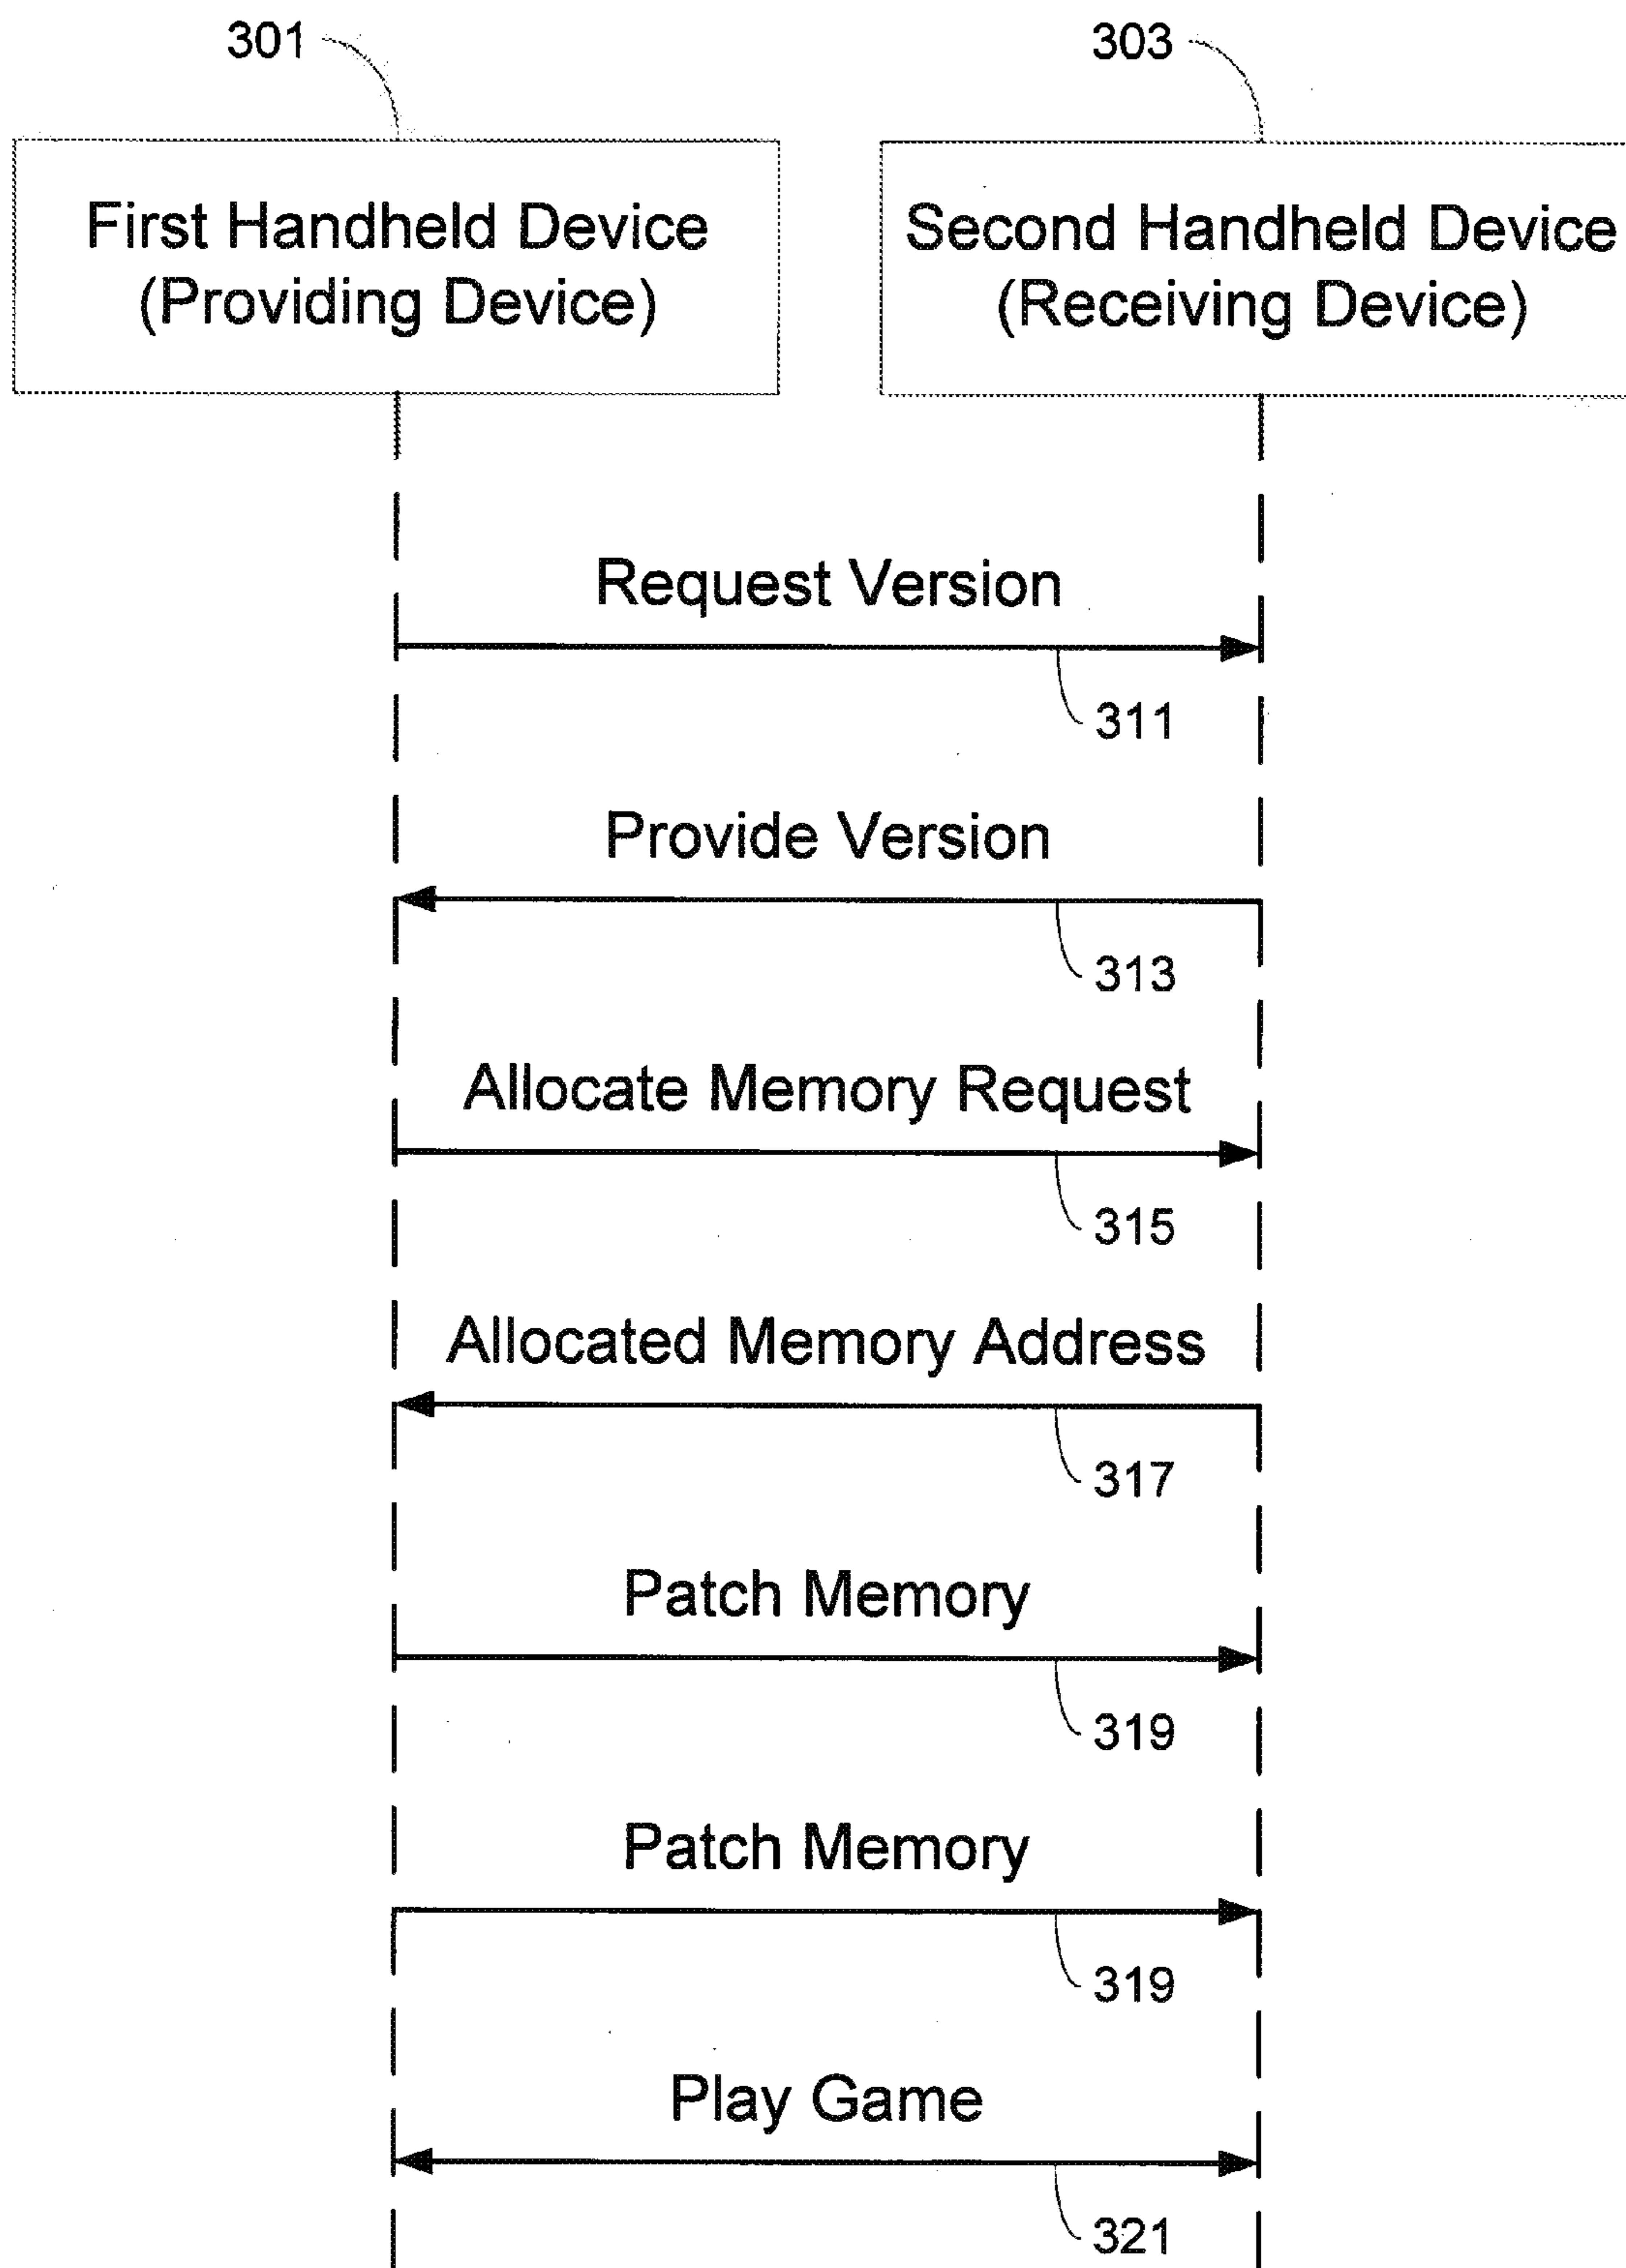 301
303
First Handheld Device
(Providing Device)
Second Handheld Device
(Receiving Device)
Request Version
311
Provide Version
313
Allocate Memory Request
315
Allocated Memory Address
317
Patch Memory
319
Patch Memory
319
Play Game
321